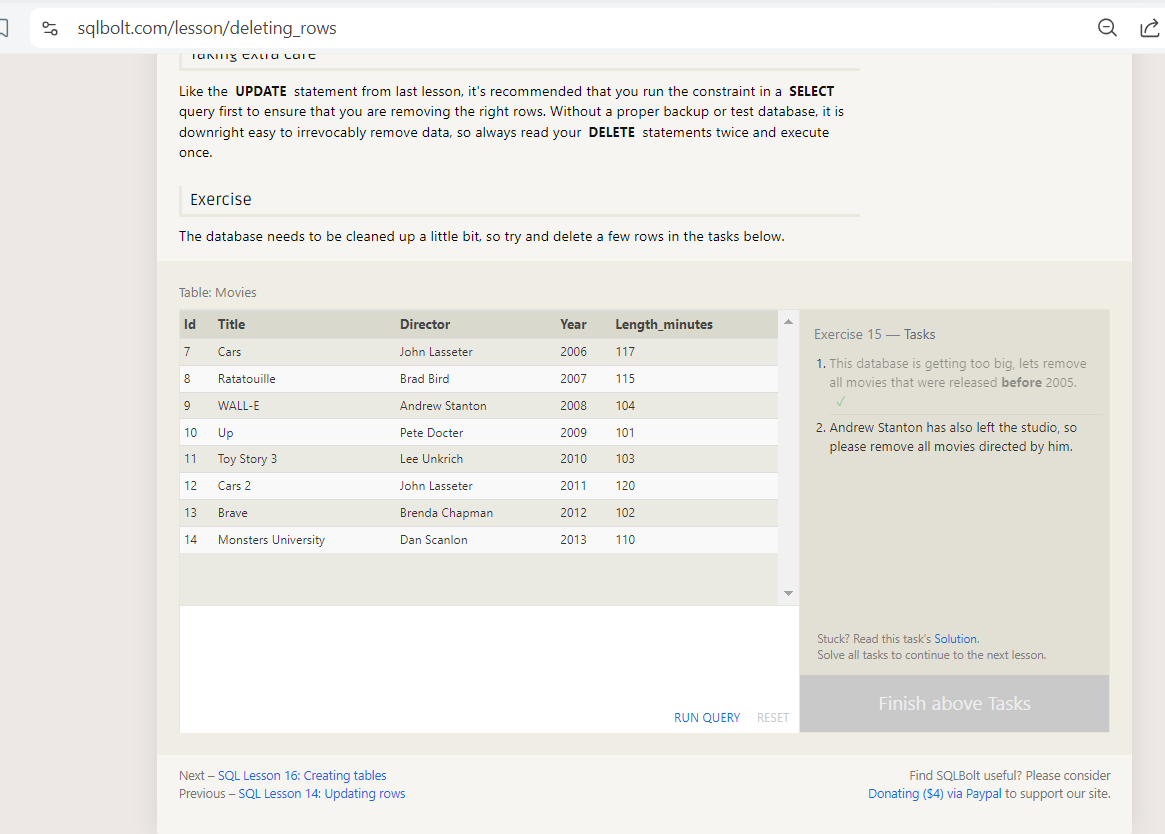 sqlbolt.com/lesson/deleting_rows
Taking extra care
Like the UPDATE statement from last lesson, it's recommended that you run the constraint in a SELECT
query first to ensure that you are removing the right rows. Without a proper backup or test database, it is
downright easy to irrevocably remove data, so always read your DELETE statements twice and execute
once.
Exercise
The database needs to be cleaned up a little bit, so try and delete a few rows in the tasks below.
Table: Movies
Id Title Director Year Length_minutes
7 Cars John Lasseter 2006 117
8 Ratatouille Brad Bird 2007 115
9 WALL-E Andrew Stanton 2008 104
10 Up Pete Docter 2009 101
11 Toy Story 3 Lee Unkrich 2010 103
12 Cars 2 John Lasseter 2011 120
13 Brave Brenda Chapman 2012 102
14 Monsters University Dan Scanlon 2013 110
RUN QUERY RESET
Exercise 15 — Tasks
1. This database is getting too big, lets remove
all movies that were released before 2005.
✓
2. Andrew Stanton has also left the studio, so
please remove all movies directed by him.
Stuck? Read this task's Solution.
Solve all tasks to continue to the next lesson.
Finish above Tasks
Next – SQL Lesson 16: Creating tables
Previous – SQL Lesson 14: Updating rows
Find SQLBolt useful? Please consider
Donating ($4) via Paypal to support our site.